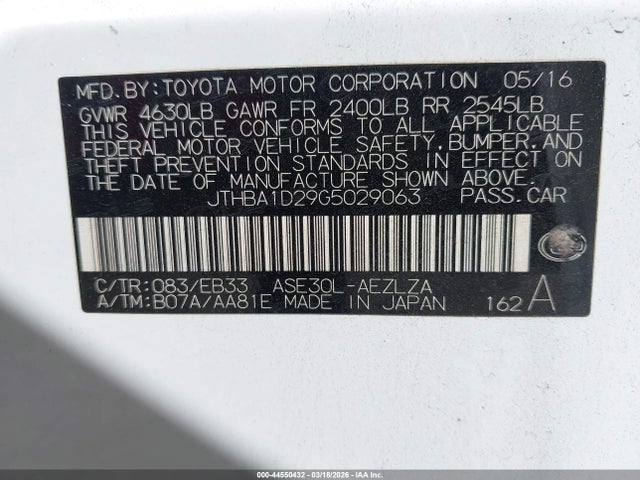 MFD.BY:TOYOTA MOTOR CORPORATION 05/16
GVWR 4630LB GAWR FR 2400LB RR 2545LB
THIS VEHICLE CONFORMS TO ALL APPLICABLE
FEDERAL MOTOR VEHICLE SAFETY,BUMPER,AND
THEFT PREVENTION STANDARDS IN EFFECT ON
THE DATE OF MANUFACTURE SHOWN ABOVE.
JTHBA1D29G5029063 PASS.CAR
C/TR:083/EB33 ASE30L-AEZLZA
A/TM:B07A/AA81E MADE IN JAPAN 162 A
000-44550432 - 03/18/2026 - IAASAC.COM